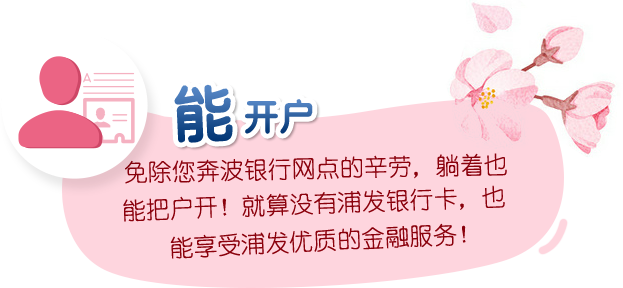 能开户
免除您奔波银行网点的辛劳，躺着也
能把户开！就算没有浦发银行卡，也
能享受浦发优质的金融服务！